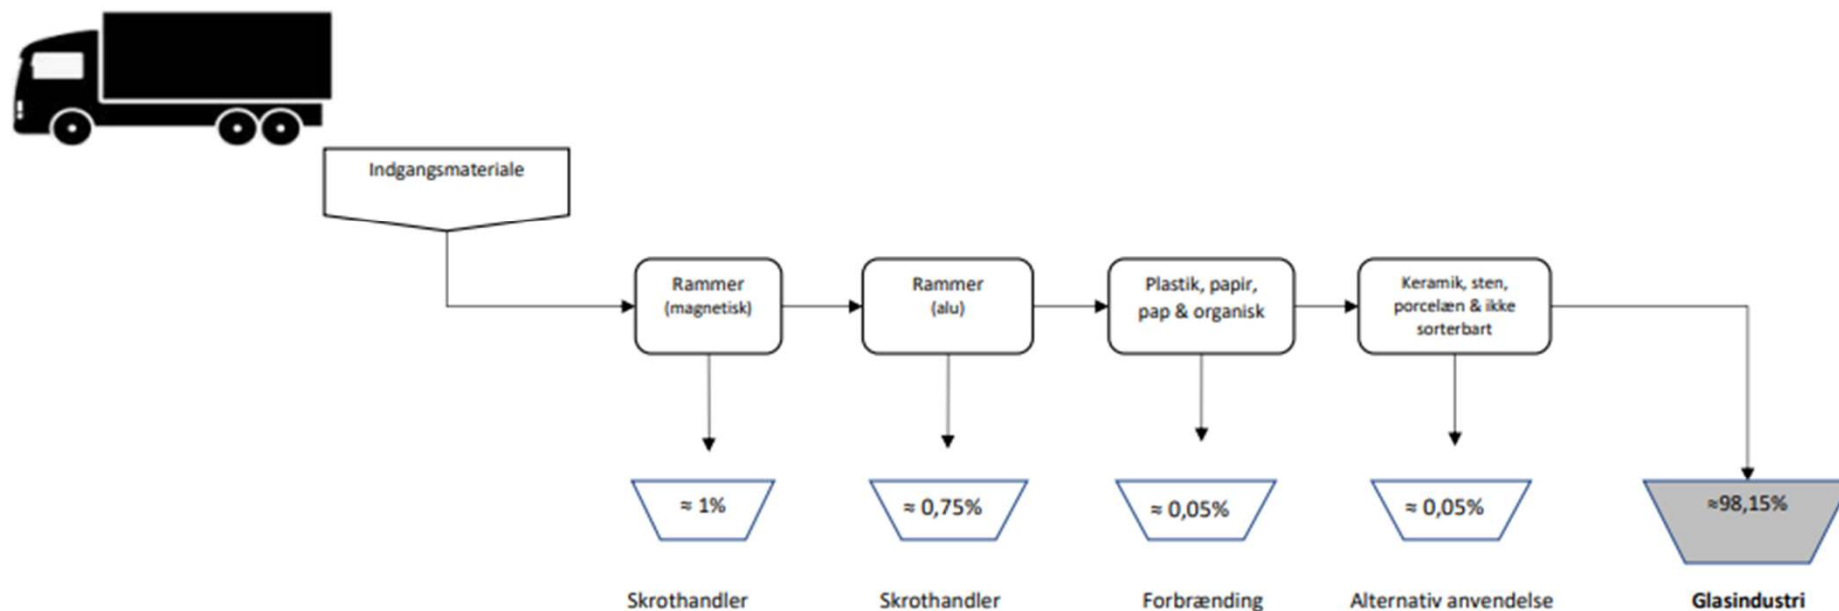 Indgangsmateriale
Rammer
(magnetisk)
Rammer
(alu)
Plastik, papir,
pap & organisk
Keramik, sten,
porcelæn & ikke
sorterbart
≈ 1%
≈ 0,75%
≈ 0,05%
≈ 0,05%
≈98,15%
Skrothandler
Skrothandler
Forbrænding
Alternativ anvendelse
Glasindustri